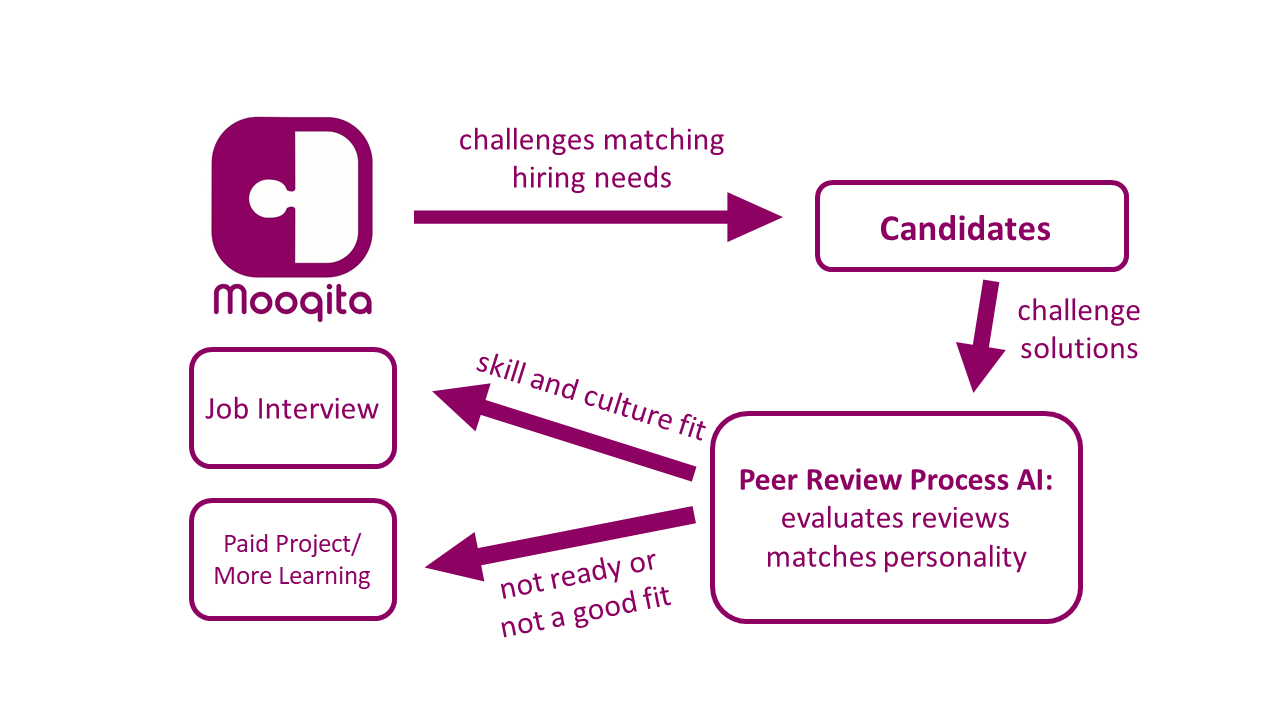 challenges matching
hiring needs
Mooqita
Candidates
challenge
solutions
skill and culture fit
Job Interview
Peer Review Process AI:
evaluates reviews
matches personality
Paid Project/
More Learning
not ready or
not a good fit